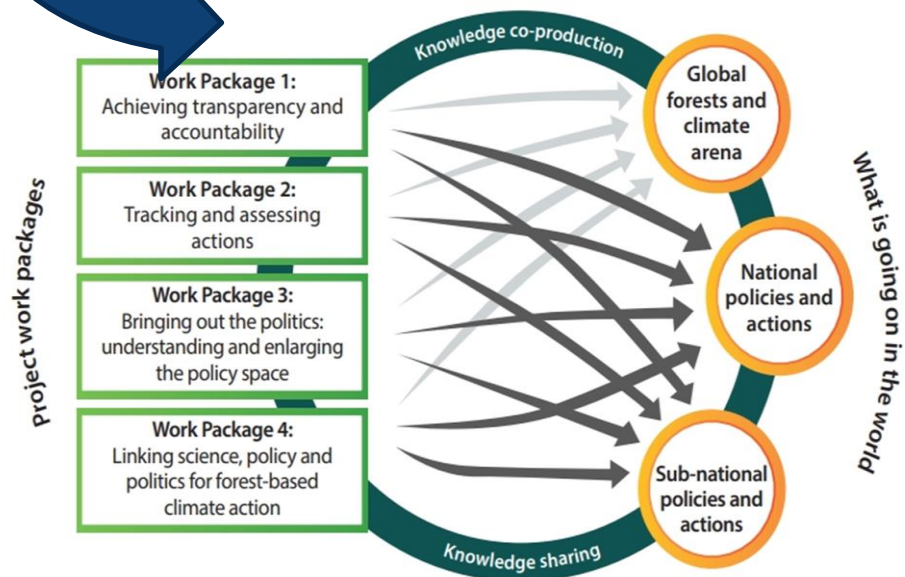 Project work packages
Work Package 1:
Achieving transparency and
accountability
Work Package 2:
Tracking and assessing
actions
Work Package 3:
Bringing out the politics:
understanding and enlarging
the policy space
Work Package 4:
Linking science, policy and
politics for forest-based
climate action
Knowledge co-production
Knowledge sharing
Global
forests and
climate
arena
National
policies and
actions
Sub-national
policies and
actions
What is going on in the world